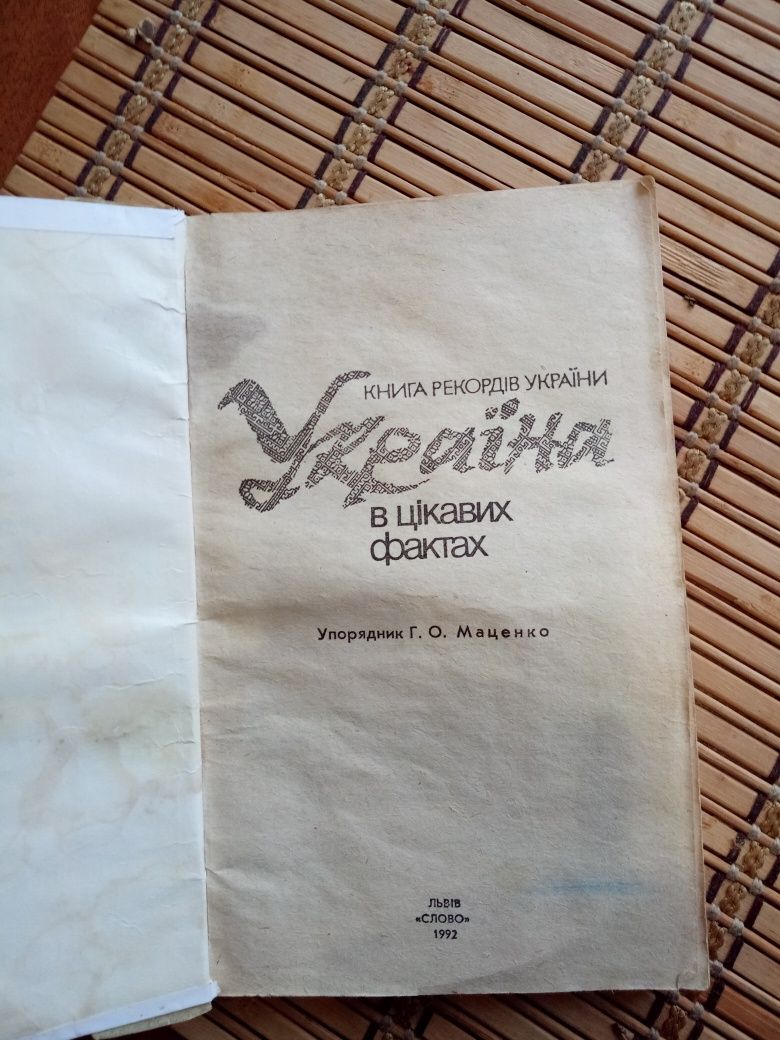 КНИГА РЕКОРДІВ УКРАЇНИ
Україна
в цікавих
фактах
Упорядник Г. О. Маценко
ЛЬВІВ
«СЛОВО»
1992